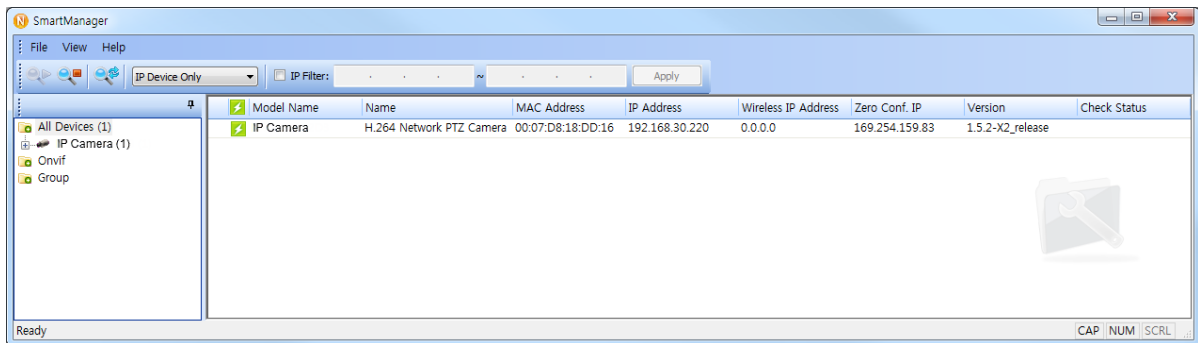 SmartManager
File View Help
IP Device Only IP Filter: . . . ~ . . . Apply
Model Name Name MAC Address IP Address Wireless IP Address Zero Conf. IP Version Check Status
All Devices (1)
IP Camera (1)
Onvif
Group
IP Camera H.264 Network PTZ Camera 00:07:D8:18:DD:16 192.168.30.220 0.0.0.0 169.254.159.83 1.5.2-X2_release
Ready CAP NUM SCRL